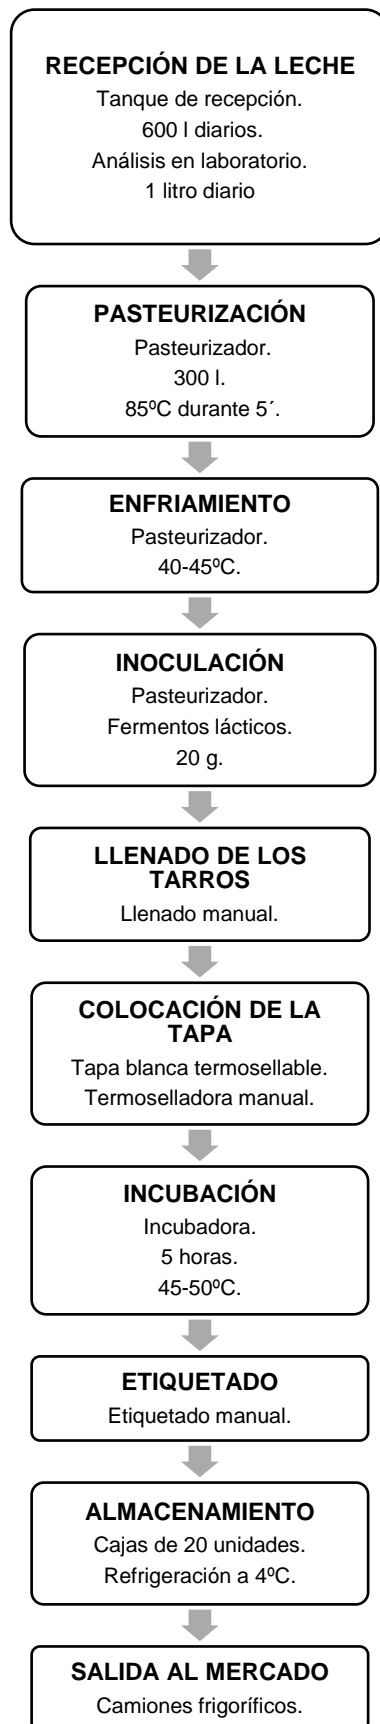 RECEPCIÓN DE LA LECHE
Tanque de recepción.
600 l diarios.
Análisis en laboratorio.
1 litro diario
PASTEURIZACIÓN
Pasteurizador.
300 l.
85ºC durante 5´.
ENFRIAMIENTO
Pasteurizador.
40-45ºC.
INOCULACIÓN
Pasteurizador.
Fermentos lácticos.
20 g.
LLENADO DE LOS
TARROS
Llenado manual.
COLOCACIÓN DE LA
TAPA
Tapa blanca termosellable.
Termoselladora manual.
INCUBACIÓN
Incubadora.
5 horas.
45-50ºC.
ETIQUETADO
Etiquetado manual.
ALMACENAMIENTO
Cajas de 20 unidades.
Refrigeración a 4ºC.
SALIDA AL MERCADO
Camiones frigoríficos.